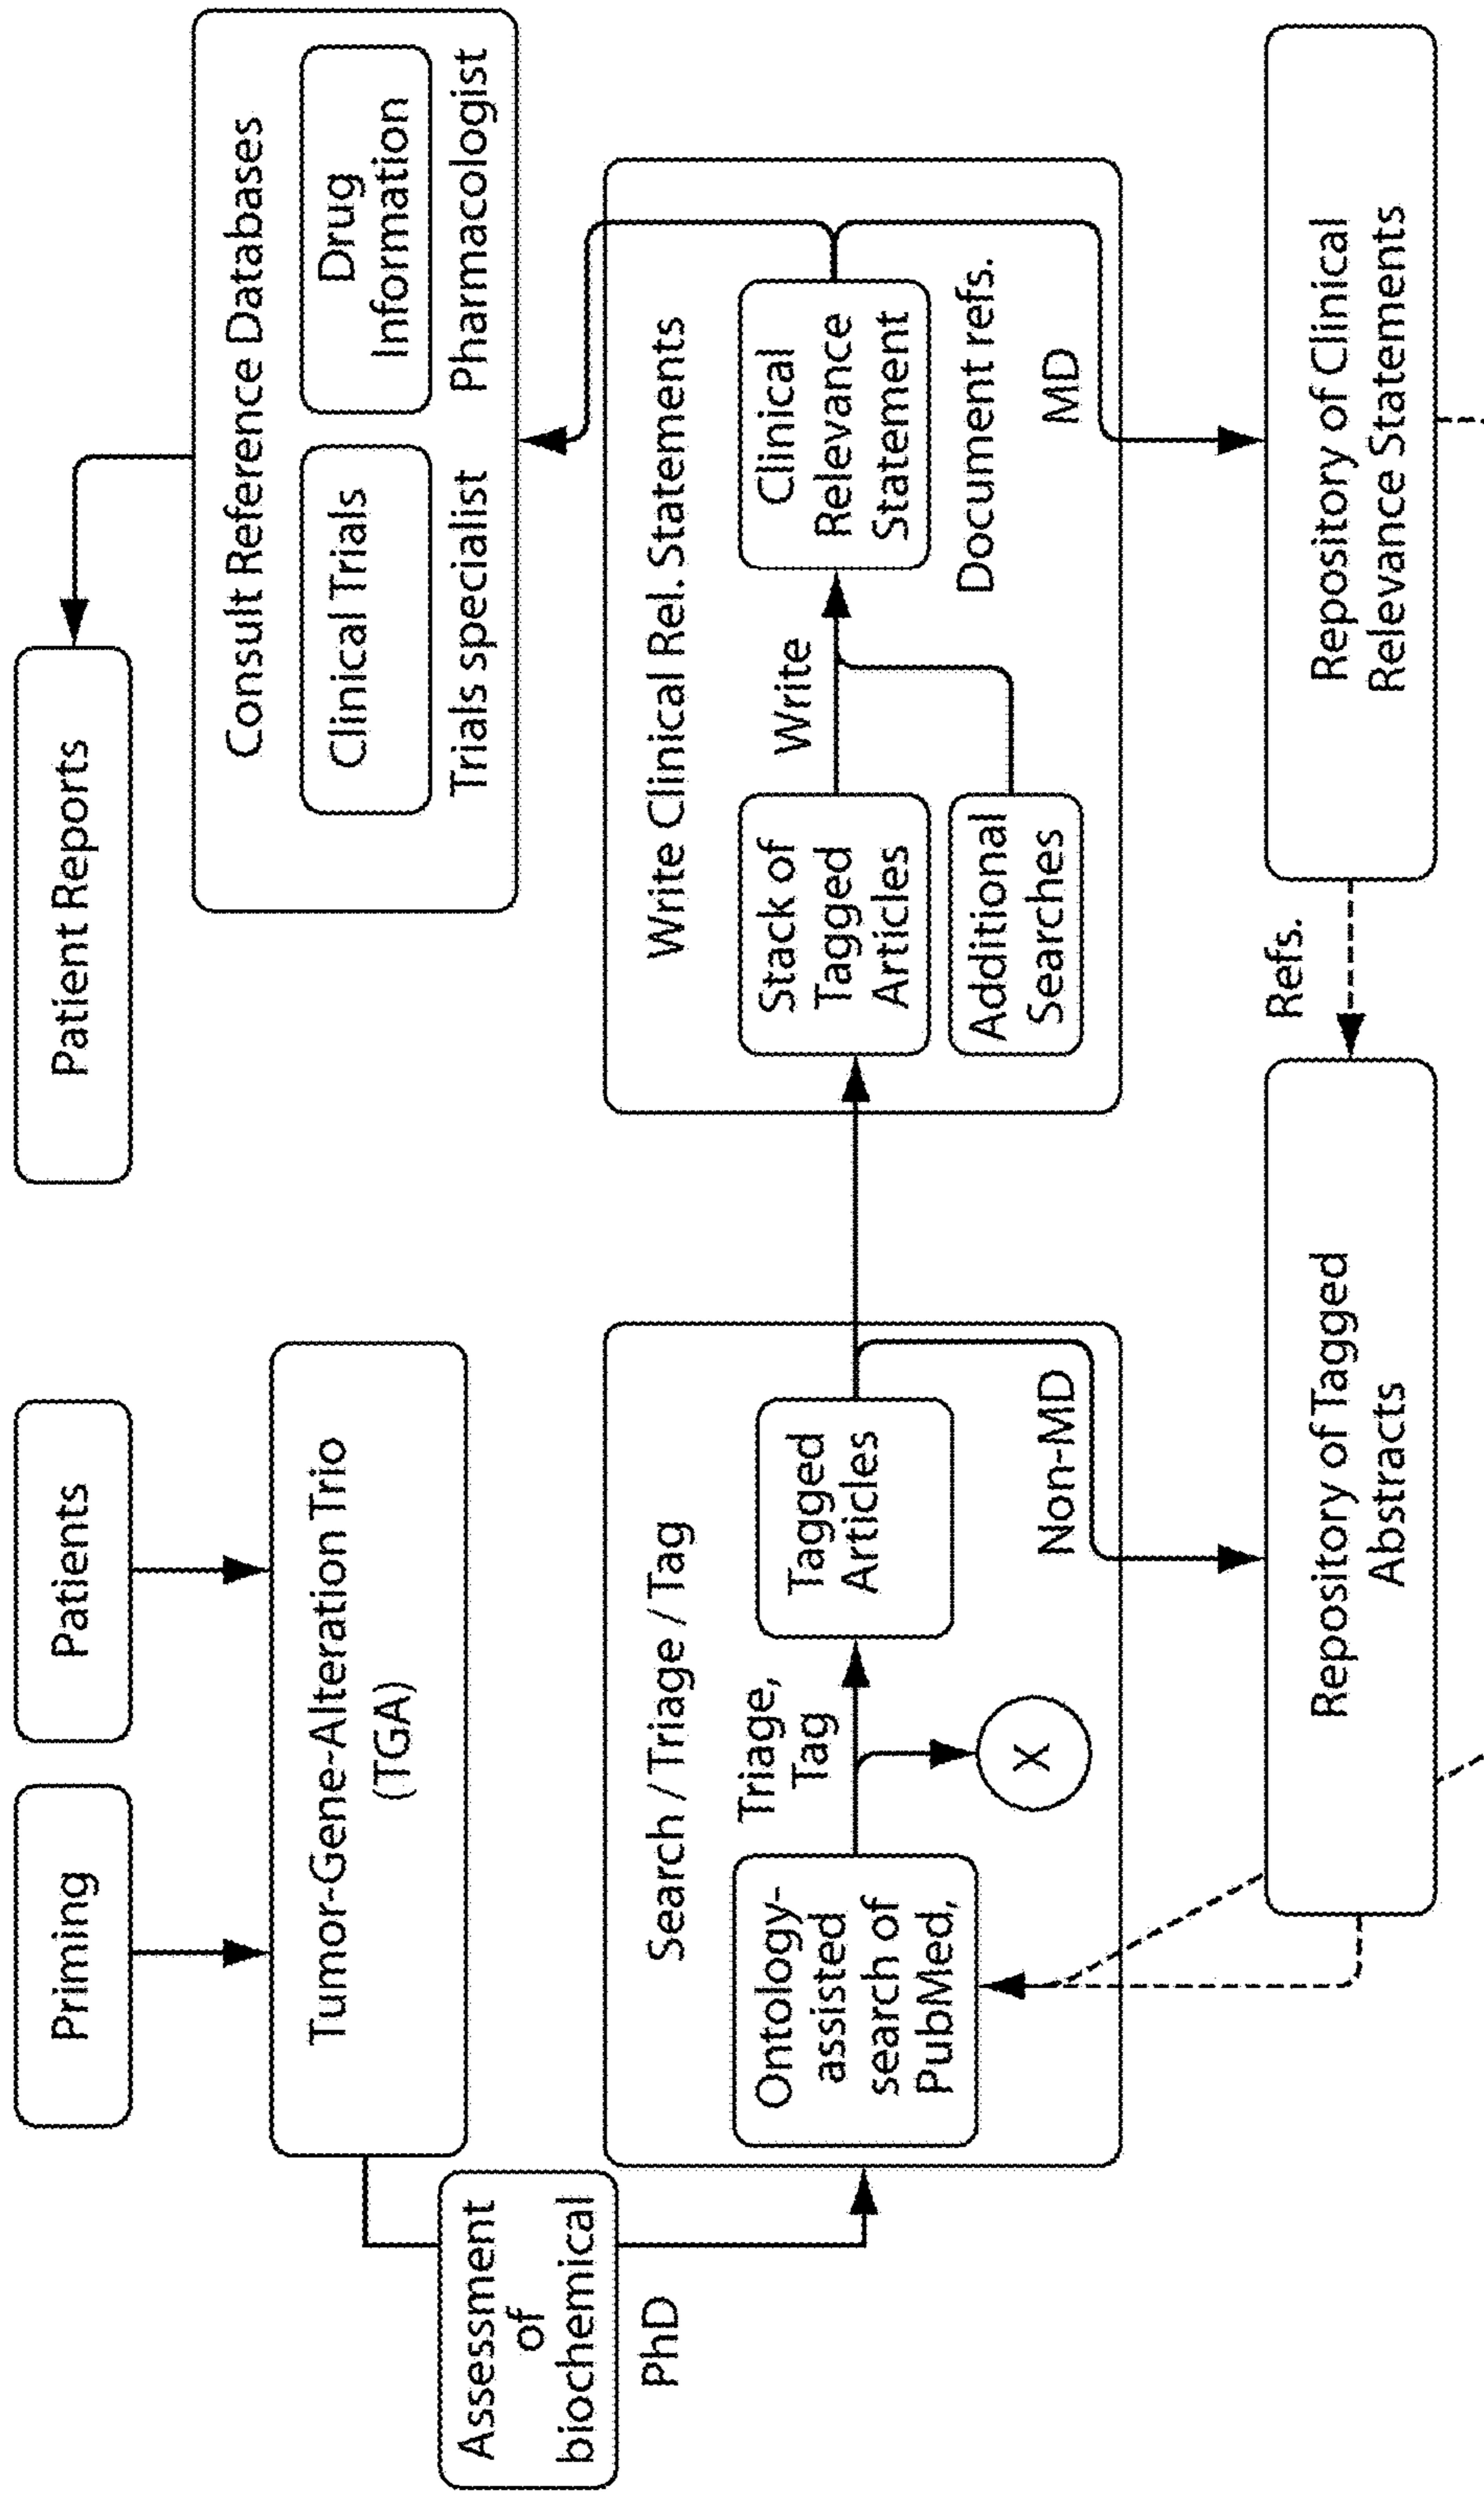 Priming
Patients
Patient Reports
Tumor-Gene-Alteration Trio
(TGA)
Consult Reference Databases
Clinical Trials
Drug
Information
Trials specialist
Pharmacologist
Assessment
of
biochemical
PhD
Search / Triage / Tag
Ontology-
assisted
search of
PubMed,
Triage,
Tag
X
Tagged
Articles
Non-MD
Write Clinical Rel. Statements
Stack of
Tagged
Articles
Additional
Searches
Write
Clinical
Relevance
Statement
Document refs.
MD
Repository of Tagged
Abstracts
Refs.
Repository of Clinical
Relevance Statements